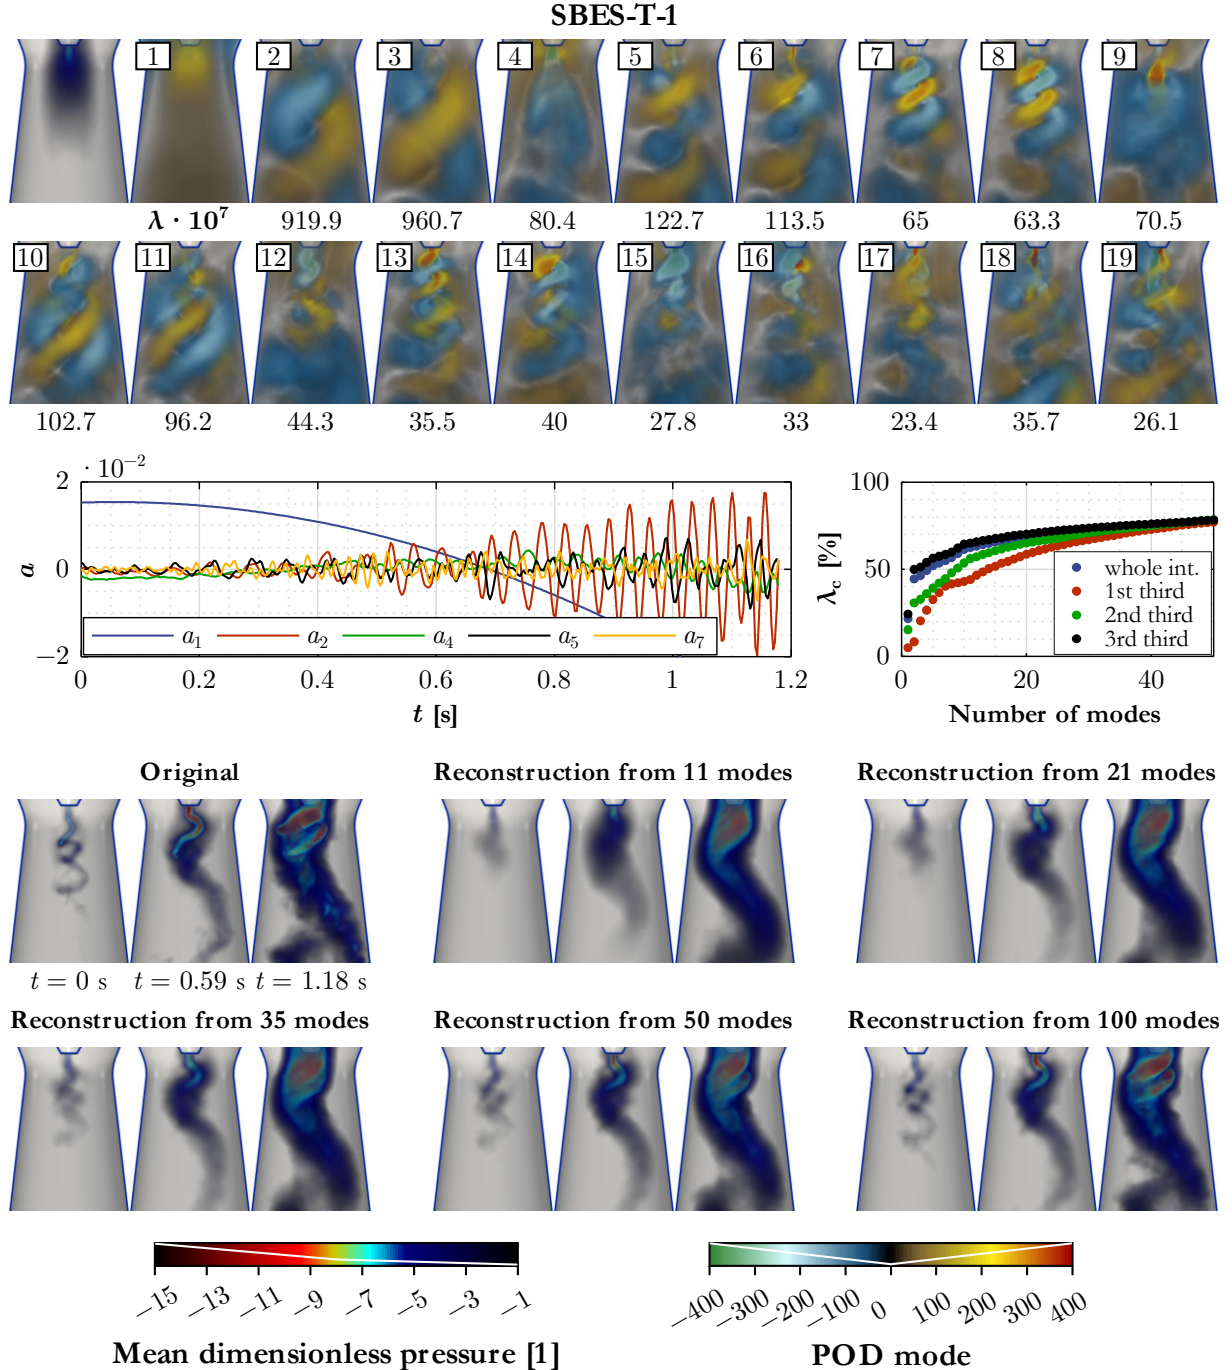 SBES-T-1
1 2 3 4 5 6 7 8 9
λ · 10⁷ 919.9 960.7 80.4 122.7 113.5 65 63.3 70.5
10 11 12 13 14 15 16 17 18 19
102.7 96.2 44.3 35.5 40 27.8 33 23.4 35.7 26.1
· 10⁻²
2
0
−2
a
a₁ a₂ a₄ a₅ a₇
0 0.2 0.4 0.6 0.8 1 1.2
t [s]
100
50
0
λc [%]
whole int.
1st third
2nd third
3rd third
0 20 40
Number of modes
Original
t = 0 s t = 0.59 s t = 1.18 s
Reconstruction from 11 modes
Reconstruction from 21 modes
Reconstruction from 35 modes
Reconstruction from 50 modes
Reconstruction from 100 modes
−15 −13 −11 −9 −7 −5 −3 −1
Mean dimensionless pressure [1]
−400 −300 −200 −100 0 100 200 300 400
POD mode